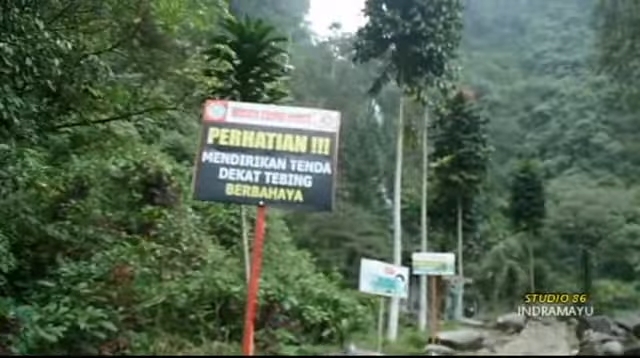 PERHATIAN !!!
MENDIRIKAN TENDA
DEKAT TEBING
BERBAHAYA
STUDIO 86
INDRAMAYU